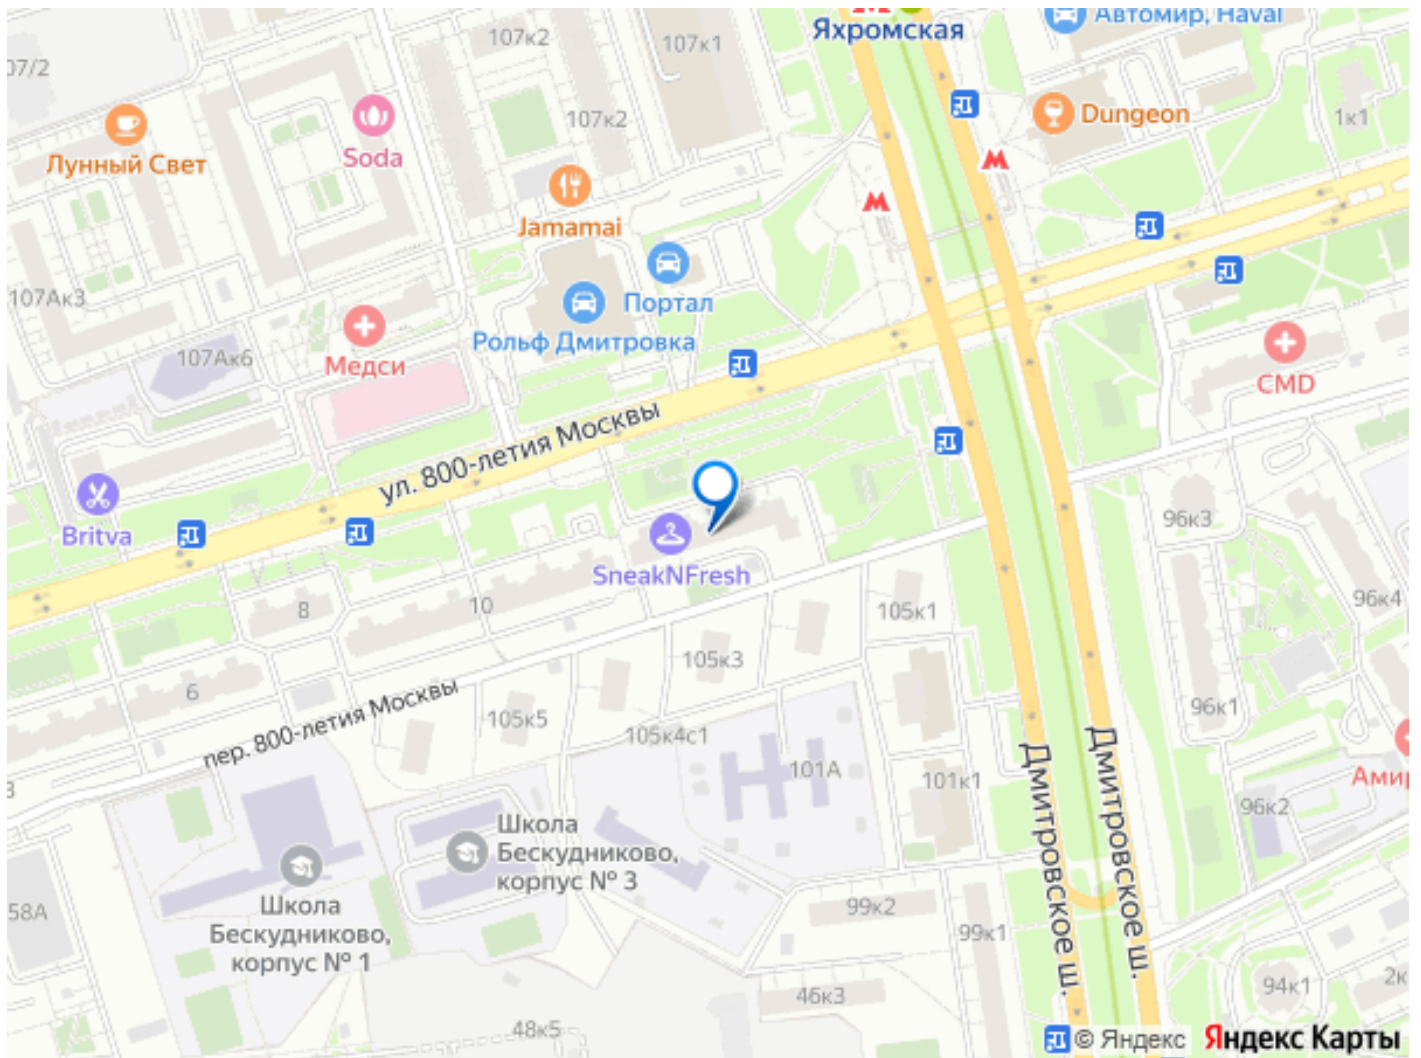 Яхромская
Автомир, Haval
107к2
107к1
07/2
Dungeon
1к1
Лунный Свет
Soda
107к2
Jamamai
107Ак3
Портал
Рольф Дмитровка
107Ак6
Медси
CMD
ул. 800-летия Москвы
Britva
96к3
SneakNFresh
8
10
105к1
96к4
105к3
6
пер. 800-летия Москвы
105к5
105к4с1
96к1
101А
101к1
Дмитровское ш.
Дмитровское ш.
Амир
96к2
Школа
Бескудниково,
корпус № 3
58А
Школа
Бескудниково,
корпус № 1
99к2
99к1
46к3
94к1
2к
48к5
© Яндекс
Яндекс Карты